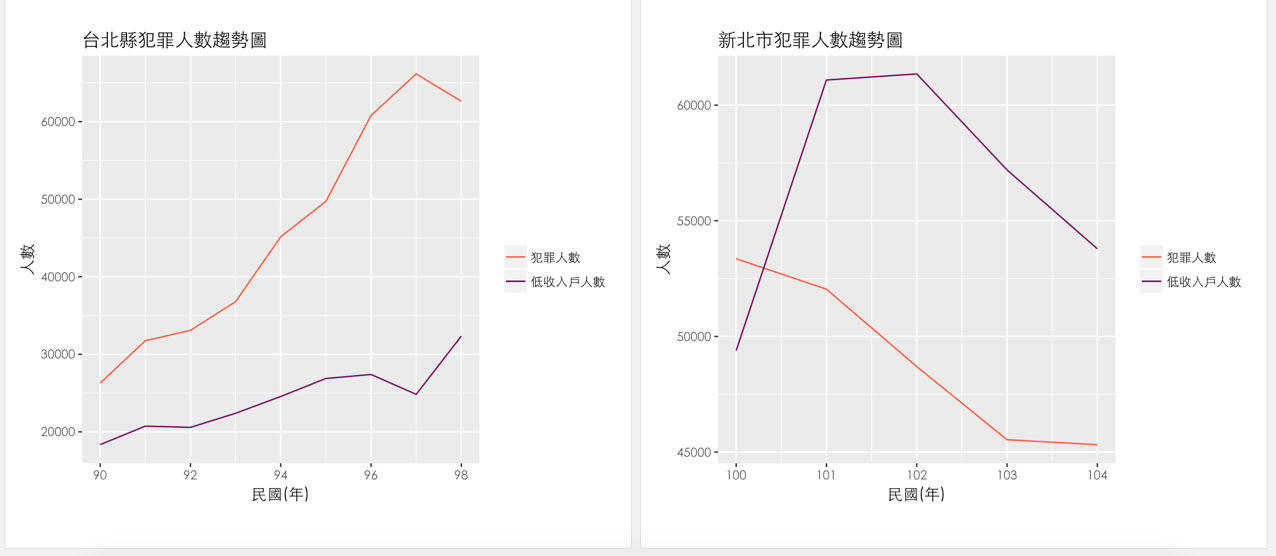 台北縣犯罪人數趨勢圖
60000
50000
40000
30000
20000
人數
90 92 94 96 98
民國(年)
犯罪人數
低收入戶人數
新北市犯罪人數趨勢圖
60000
55000
50000
45000
人數
100 101 102 103 104
民國(年)
犯罪人數
低收入戶人數